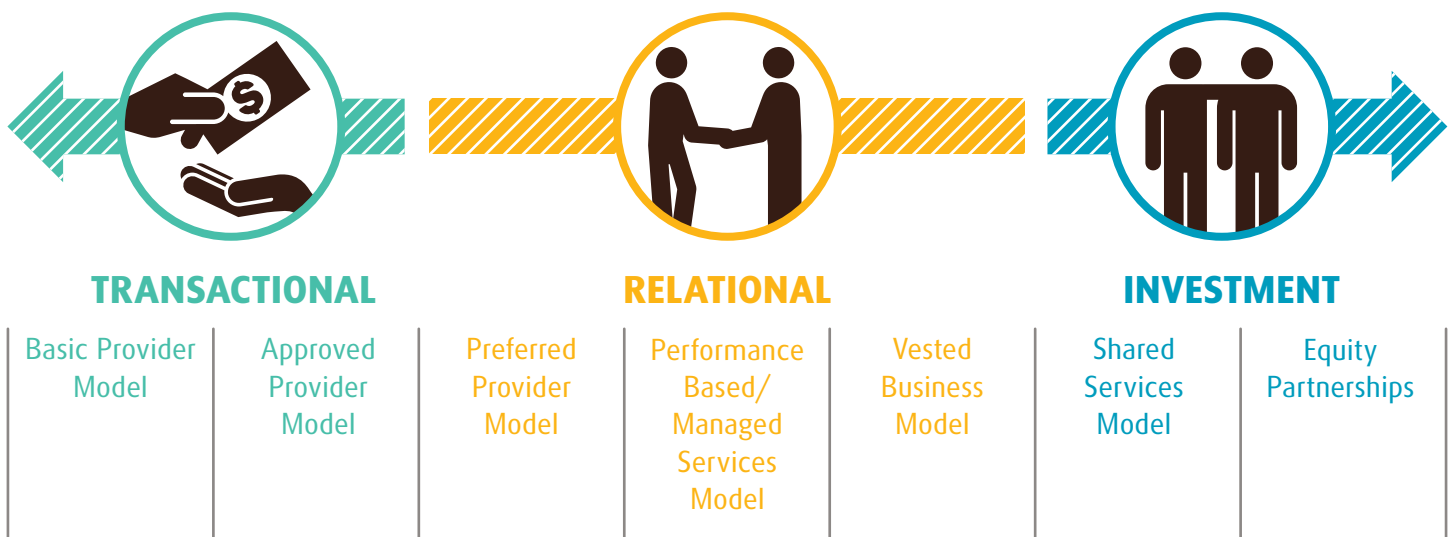 $
TRANSACTIONAL
RELATIONAL
INVESTMENT
Basic Provider
Model
Approved
Provider
Model
Preferred
Provider
Model
Performance
Based/
Managed
Services
Model
Vested
Business
Model
Shared
Services
Model
Equity
Partnerships